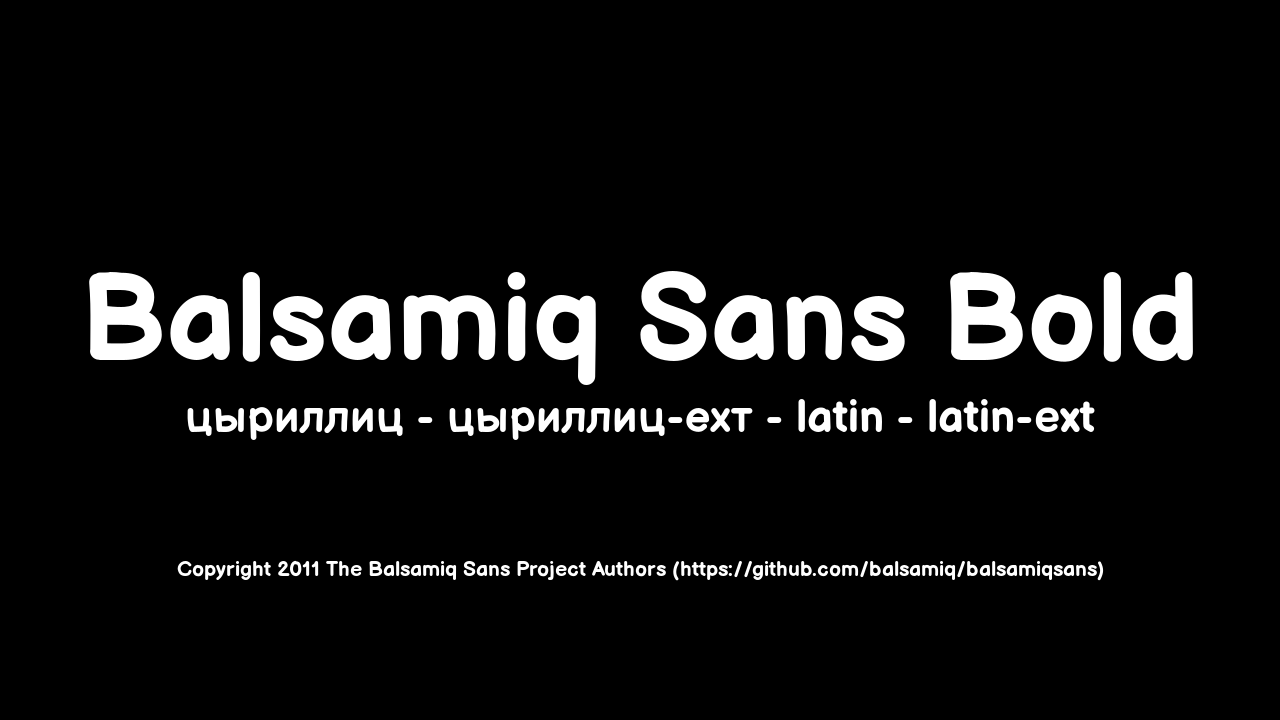 Balsamiq Sans Bold
цыриллиц - цыриллиц-ехт - latin - latin-ext
Copyright 2011 The Balsamiq Sans Project Authors (https://github.com/balsamiq/balsamiqsans)